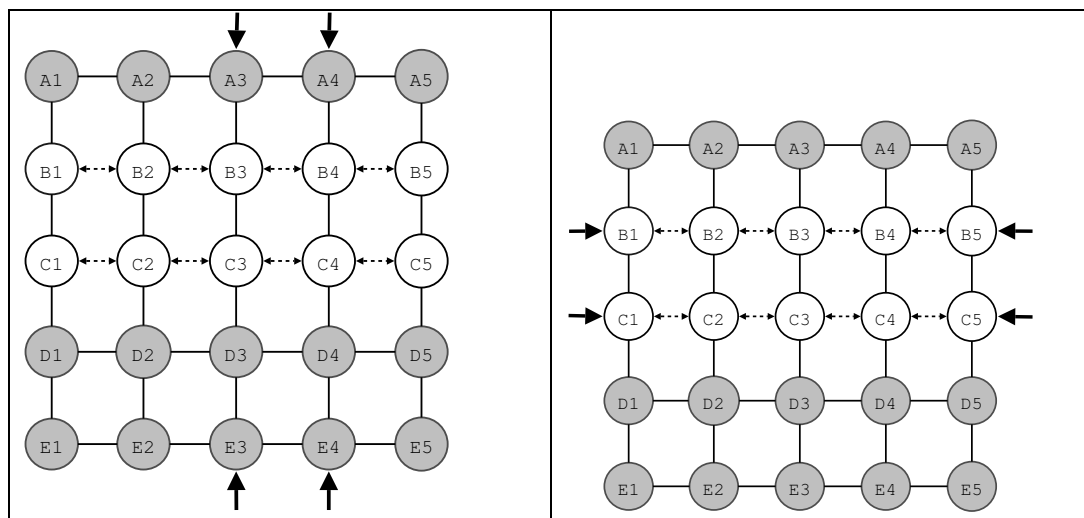 A1 A2 A3 A4 A5
B1 B2 B3 B4 B5
C1 C2 C3 C4 C5
D1 D2 D3 D4 D5
E1 E2 E3 E4 E5
A1 A2 A3 A4 A5
B1 B2 B3 B4 B5
C1 C2 C3 C4 C5
D1 D2 D3 D4 D5
E1 E2 E3 E4 E5